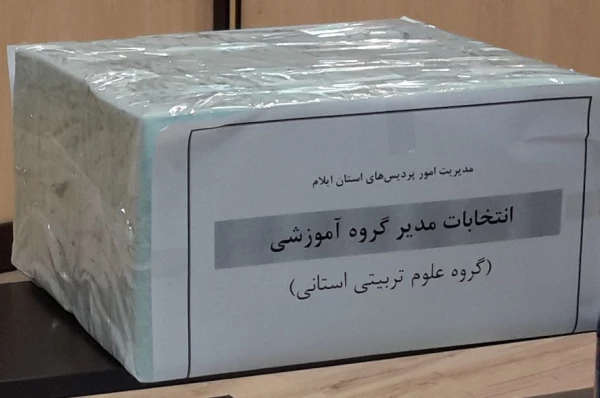 مدیریت امور پردیس‌های استان ایلام
انتخابات مدیر گروه آموزشی
(گروه علوم تربیتی استانی)